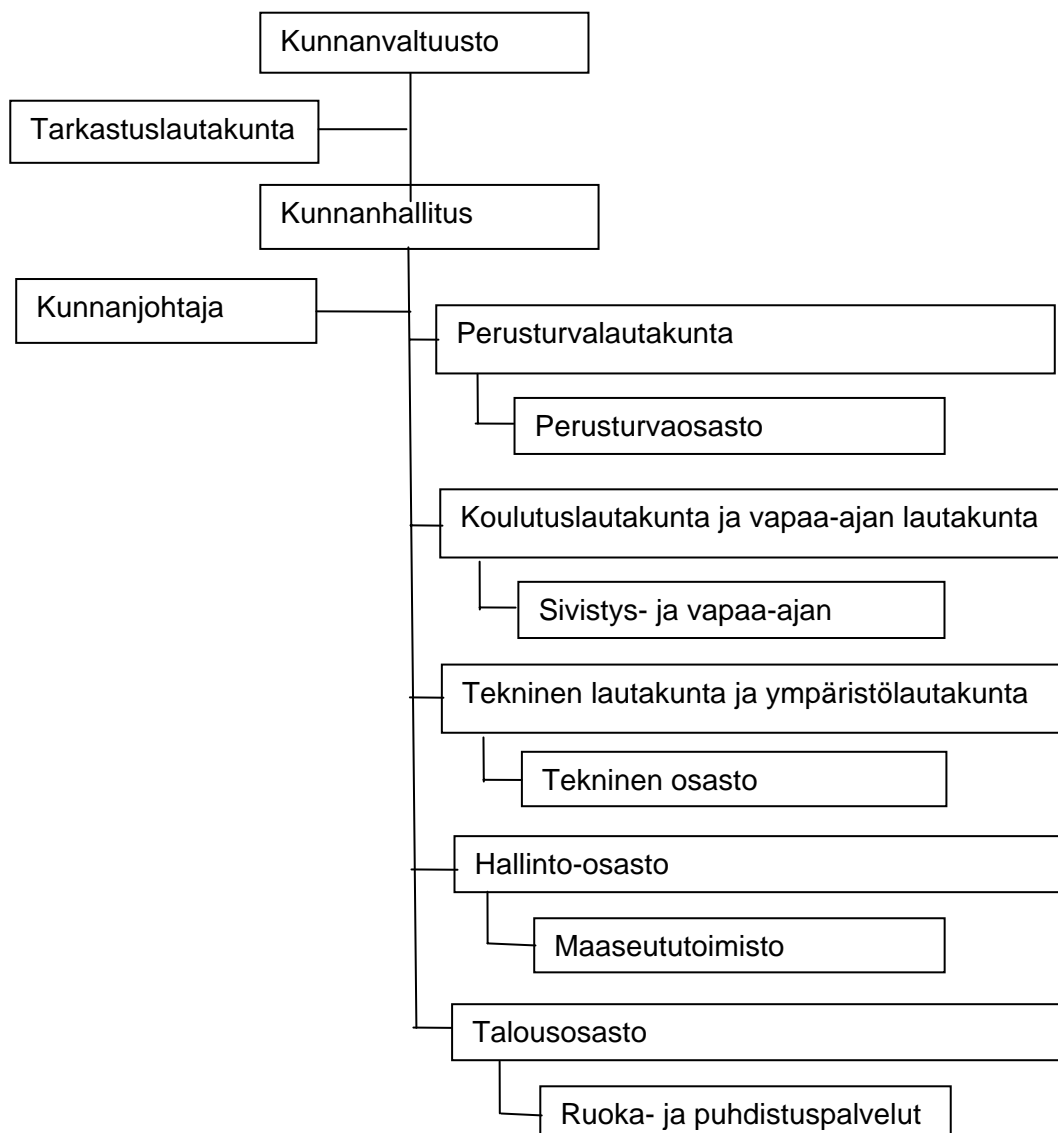 Kunnanvaltuusto
Tarkastuslautakunta
Kunnanhallitus
Kunnanjohtaja
Perusturvalautakunta
Perusturvaosasto
Koulutuslautakunta ja vapaa-ajan lautakunta
Sivistys- ja vapaa-ajan
Tekninen lautakunta ja ympäristölautakunta
Tekninen osasto
Hallinto-osasto
Maaseututoimisto
Talousosasto
Ruoka- ja puhdistuspalvelut